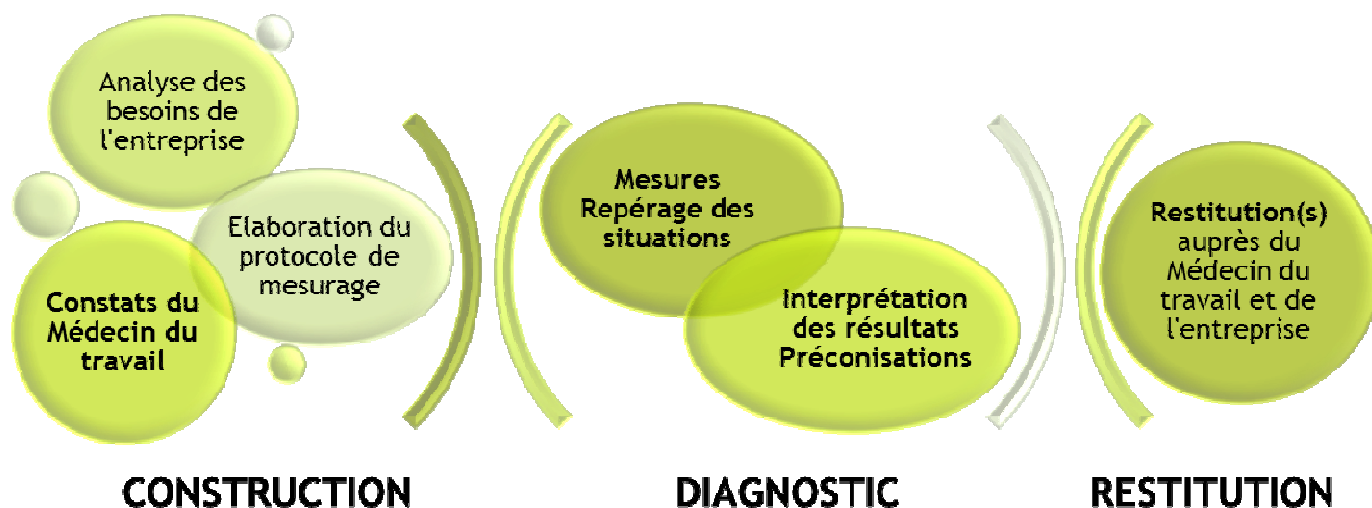 Analyse des
besoins de
l'entreprise
Elaboration du
protocole de
mesurage
Constats du
Médecin du
travail
Mesures
Repérage des
situations
Interprétation
des résultats
Préconisations
Restitution(s)
auprès du
Médecin du
travail et de
l'entreprise
CONSTRUCTION
DIAGNOSTIC
RESTITUTION